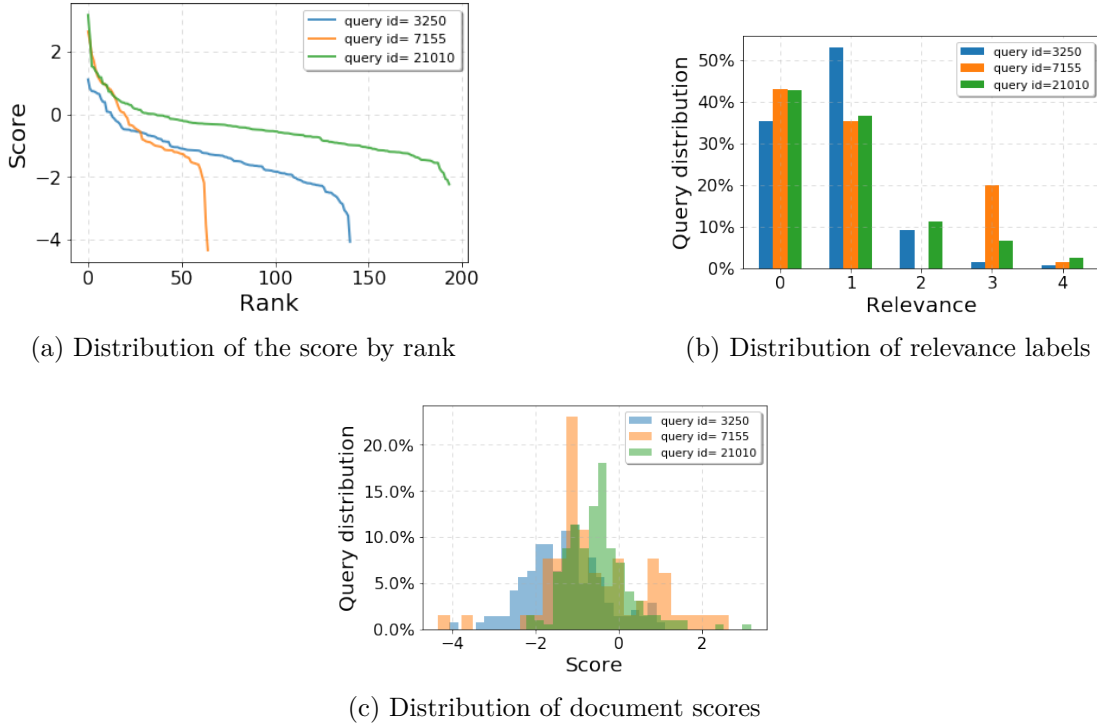 query id= 3250
query id= 7155
query id= 21010
Score
2
0
−2
−4
0 50 100 150 200
Rank
(a) Distribution of the score by rank
query id=3250
query id=7155
query id=21010
Query distribution
50%
40%
30%
20%
10%
0%
0 1 2 3 4
Relevance
(b) Distribution of relevance labels
query id= 3250
query id= 7155
query id= 21010
Query distribution
20.0%
15.0%
10.0%
5.0%
0.0%
−4 −2 0 2
Score
(c) Distribution of document scores